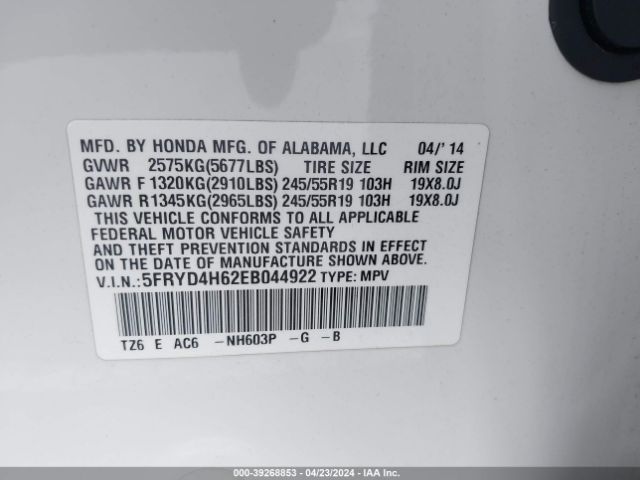 MFD. BY HONDA MFG. OF ALABAMA, LLC 04/' 14
GVWR 2575KG(5677LBS) TIRE SIZE RIM SIZE
GAWR F 1320KG(2910LBS) 245/55R19 103H 19X8.0J
GAWR R1345KG(2965LBS) 245/55R19 103H 19X8.0J
THIS VEHICLE CONFORMS TO ALL APPLICABLE
FEDERAL MOTOR VEHICLE SAFETY
AND THEFT PREVENTION STANDARDS IN EFFECT
ON THE DATE OF MANUFACTURE SHOWN ABOVE.
V.I.N.:5FRYD4H62EB044922 TYPE: MPV
TZ6 E AC6 -NH603P -G -B
000-39268853 / 04/23/2024 / IAAI.COM